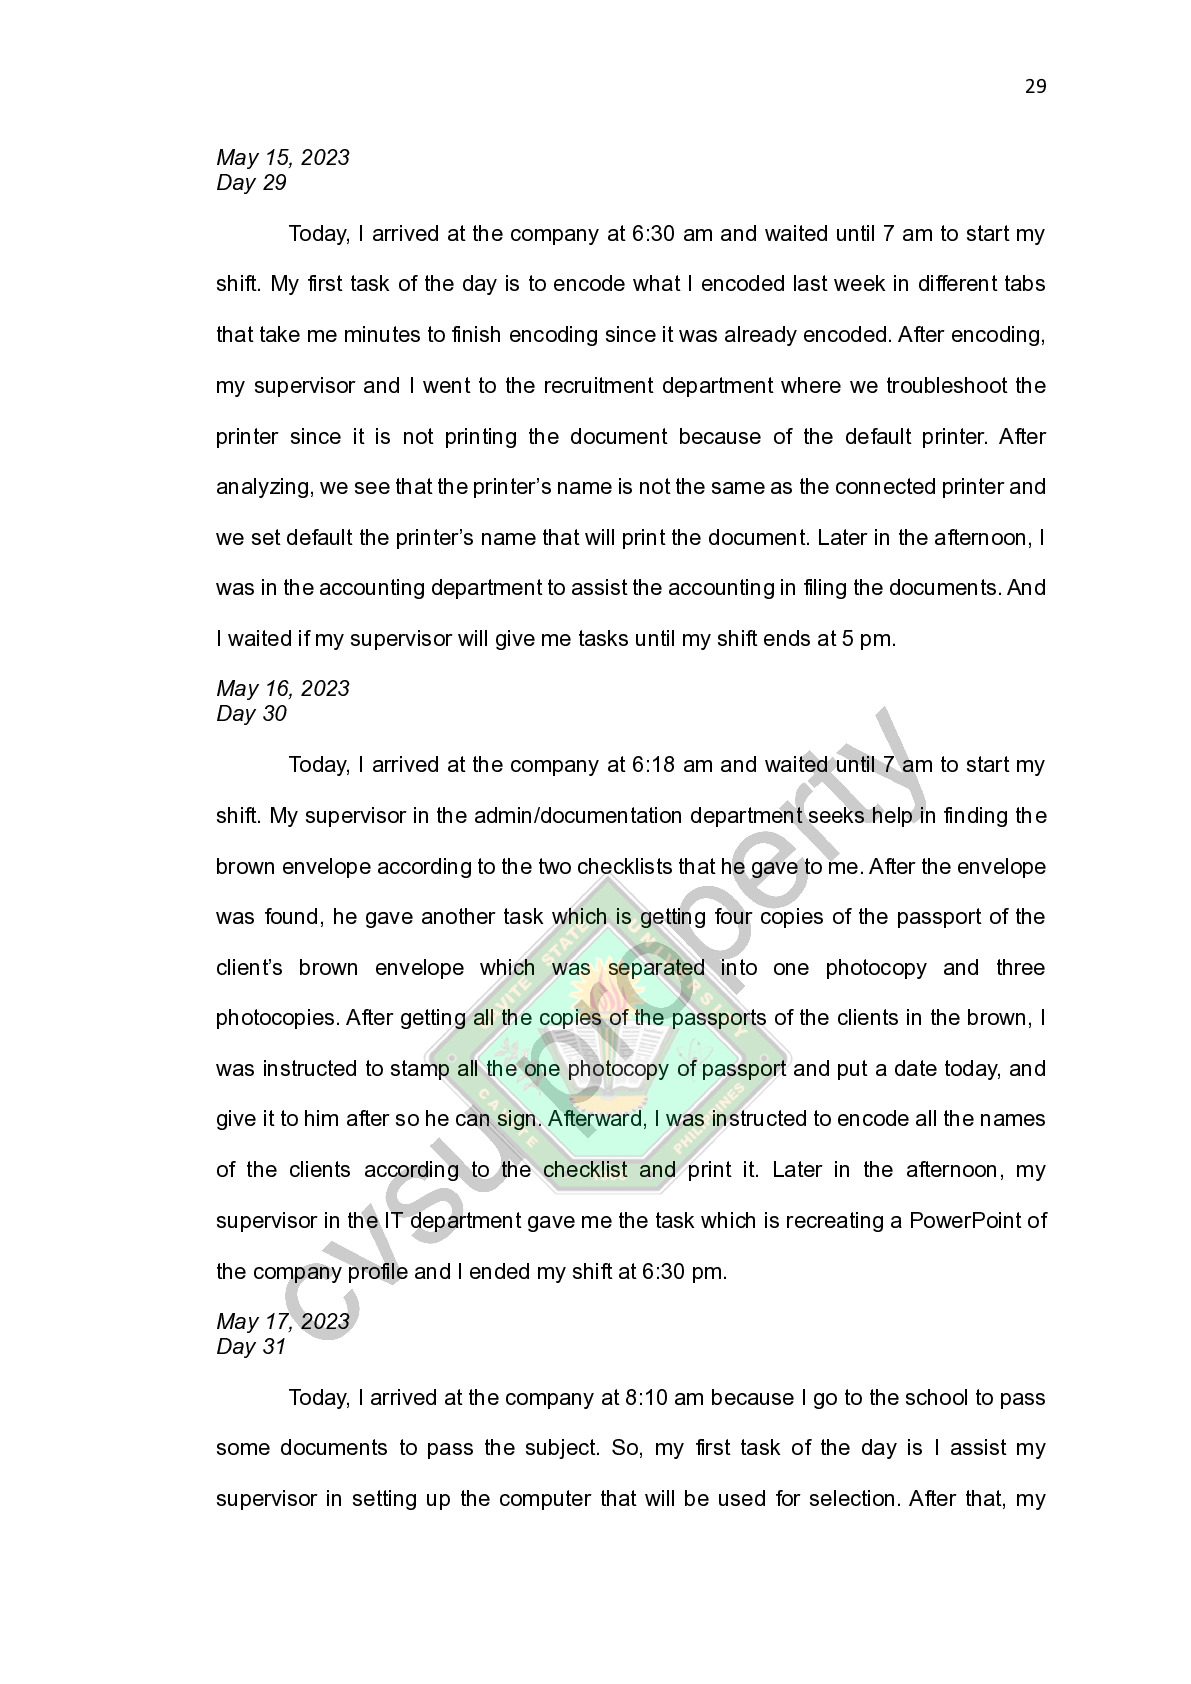 29
May 15, 2023
Day 29
Today, I arrived at the company at 6:30 am and waited until 7 am to start my
shift. My first task of the day is to encode what I encoded last week in different tabs
that take me minutes to finish encoding since it was already encoded. After encoding,
my supervisor and I went to the recruitment department where we troubleshoot the
printer since it is not printing the document because of the default printer. After
analyzing, we see that the printer’s name is not the same as the connected printer and
we set default the printer’s name that will print the document. Later in the afternoon, I
was in the accounting department to assist the accounting in filing the documents. And
I waited if my supervisor will give me tasks until my shift ends at 5 pm.
May 16, 2023
Day 30
Today, I arrived at the company at 6:18 am and waited until 7 am to start my
shift. My supervisor in the admin/documentation department seeks help in finding the
brown envelope according to the two checklists that he gave to me. After the envelope
was found, he gave another task which is getting four copies of the passport of the
client’s brown envelope which was separated into one photocopy and three
photocopies. After getting all the copies of the passports of the clients in the brown, I
was instructed to stamp all the one photocopy of passport and put a date today, and
give it to him after so he can sign. Afterward, I was instructed to encode all the names
of the clients according to the checklist and print it. Later in the afternoon, my
supervisor in the IT department gave me the task which is recreating a PowerPoint of
the company profile and I ended my shift at 6:30 pm.
May 17, 2023
Day 31
Today, I arrived at the company at 8:10 am because I go to the school to pass
some documents to pass the subject. So, my first task of the day is I assist my
supervisor in setting up the computer that will be used for selection. After that, my
cvsu property
CAVITE STATE UNIVERSITY
CAVITE
PHILIPPINES